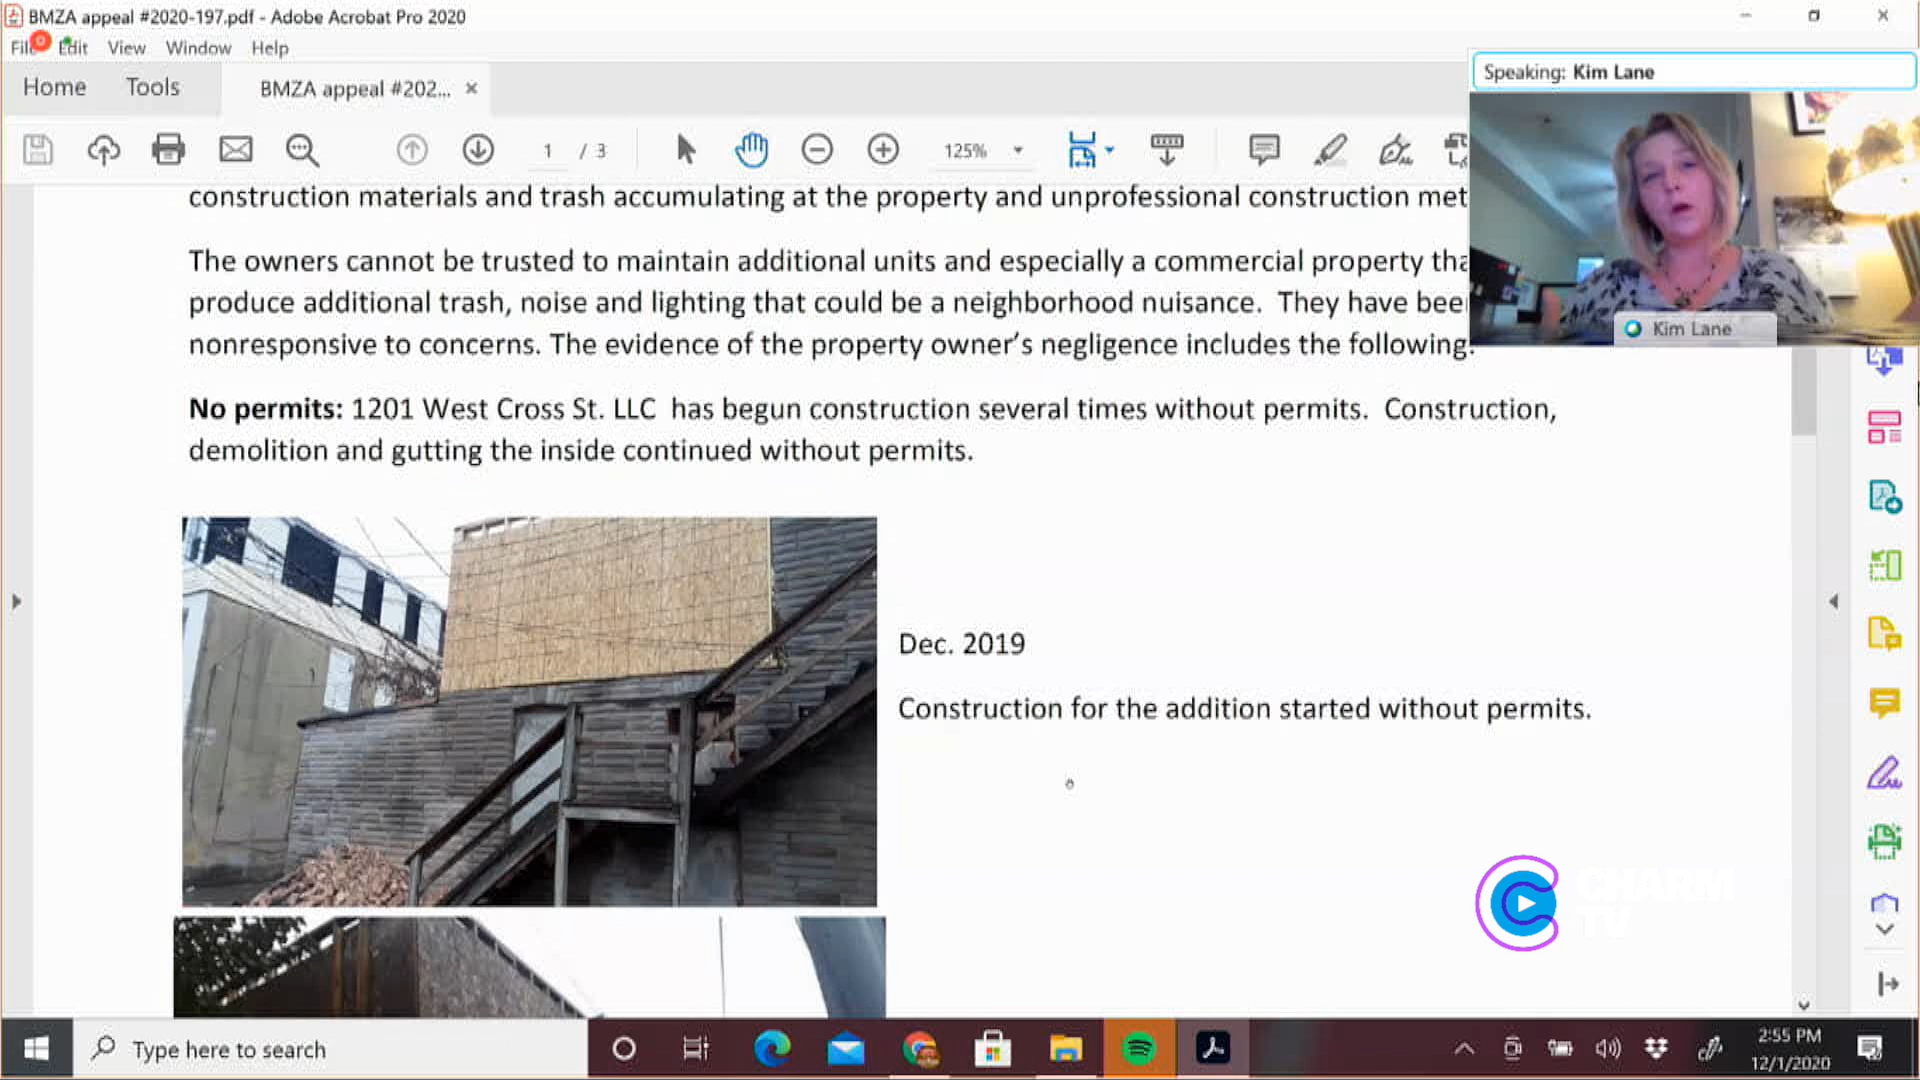 BMZA appeal #2020-197.pdf - Adobe Acrobat Pro 2020
File Edit View Window Help
Home Tools BMZA appeal #202... ×
1 / 3 125%
Speaking: Kim Lane
Kim Lane
construction materials and trash accumulating at the property and unprofessional construction met
The owners cannot be trusted to maintain additional units and especially a commercial property tha
produce additional trash, noise and lighting that could be a neighborhood nuisance. They have bee
nonresponsive to concerns. The evidence of the property owner's negligence includes the following:
No permits: 1201 West Cross St. LLC has begun construction several times without permits. Construction,
demolition and gutting the inside continued without permits.
Dec. 2019
Construction for the addition started without permits.
CHARM
TV
Type here to search
2:55 PM
12/1/2020